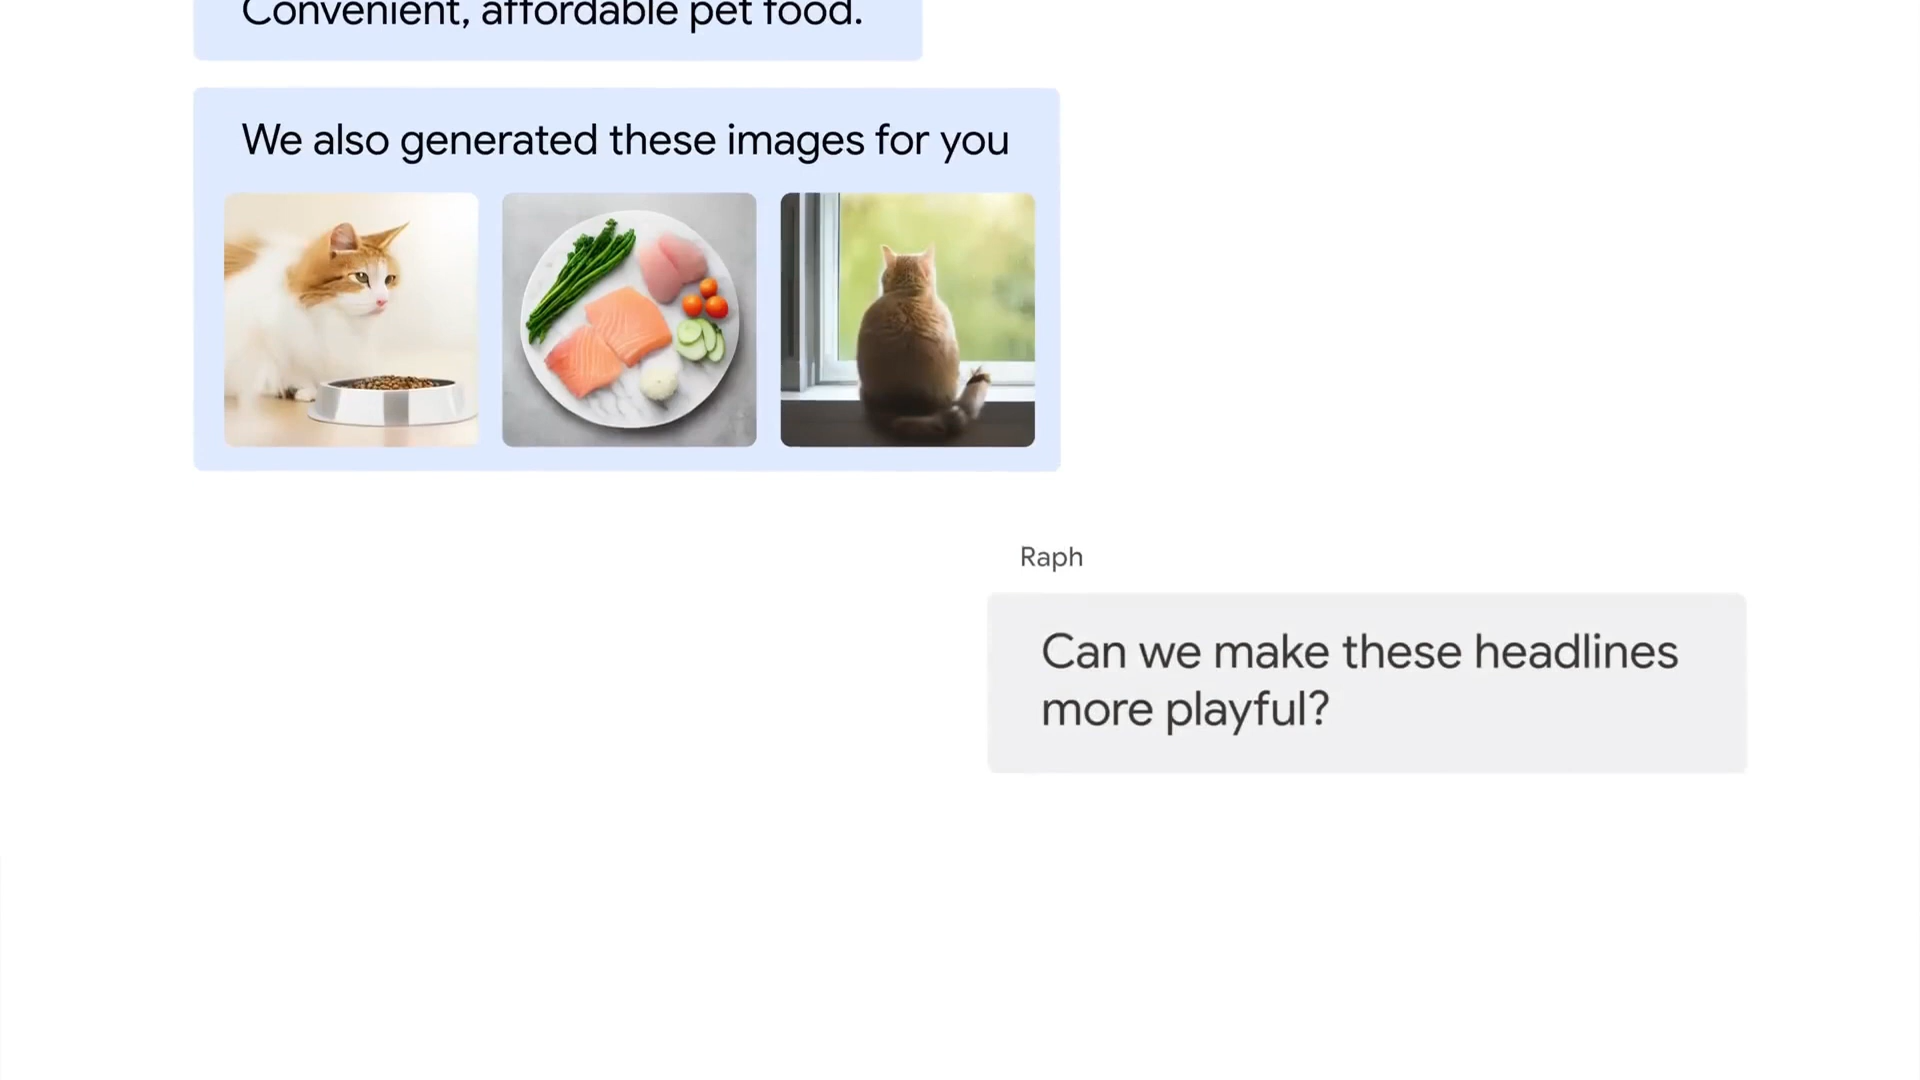 Convenient, affordable pet food.
We also generated these images for you
Raph
Can we make these headlines
more playful?